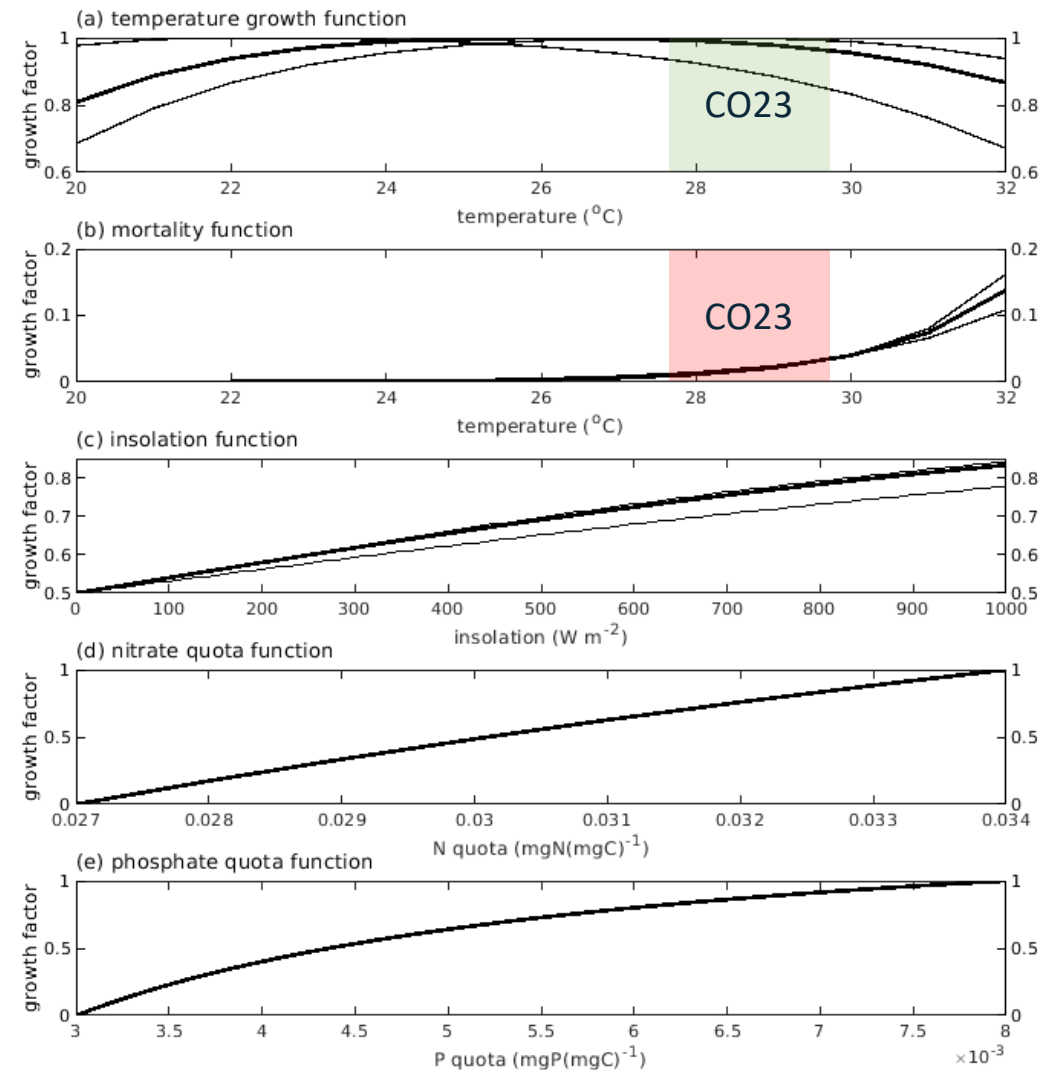 (a) temperature growth function
growth factor
1
0.8
0.6
1
0.8
0.6
CO23
20 22 24 26 28 30 32
temperature (°C)
(b) mortality function
growth factor
0.2
0.1
0
0.2
0.1
0
CO23
20 22 24 26 28 30 32
temperature (°C)
(c) insolation function
growth factor
0.8
0.7
0.6
0.5
0.8
0.7
0.6
0.5
0 100 200 300 400 500 600 700 800 900 1000
insolation (W m⁻²)
(d) nitrate quota function
growth factor
1
0.5
0
1
0.5
0
0.027 0.028 0.029 0.03 0.031 0.032 0.033 0.034
N quota (mgN(mgC)⁻¹)
(e) phosphate quota function
growth factor
1
0.5
0
1
0.5
0
3 3.5 4 4.5 5 5.5 6 6.5 7 7.5 8
P quota (mgP(mgC)⁻¹)
×10⁻³